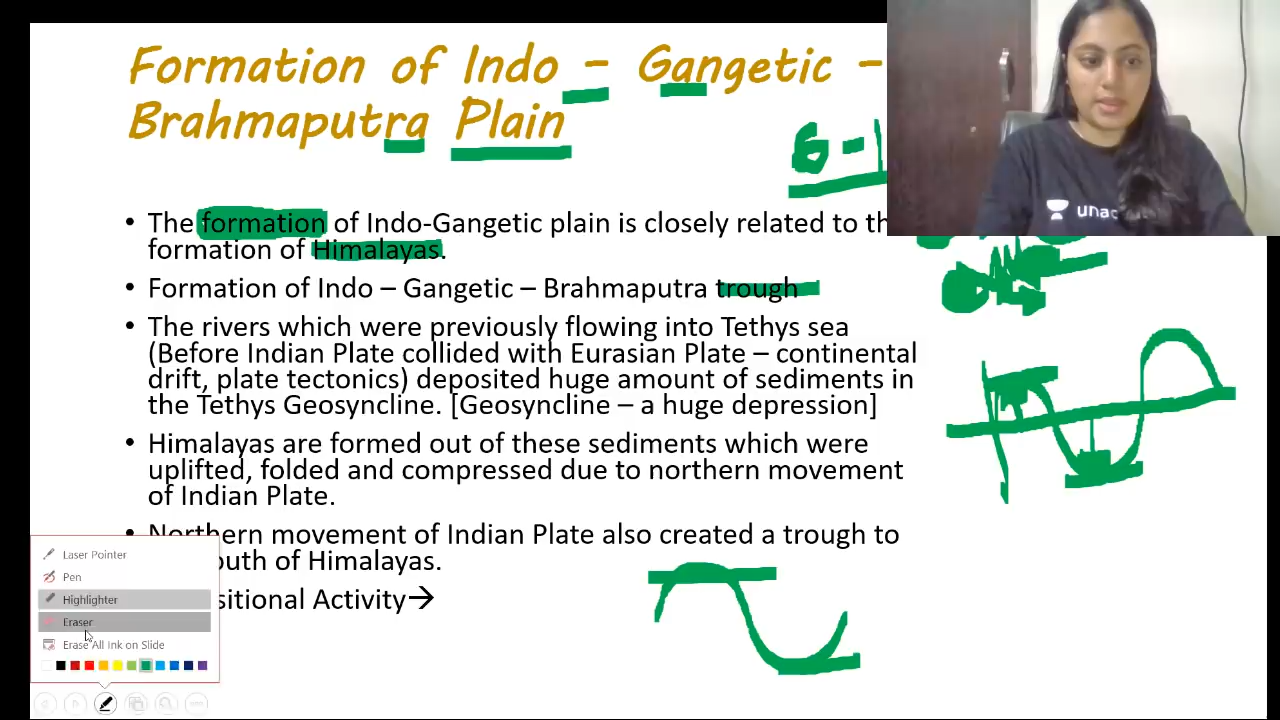 Formation of Indo – Gangetic –
Brahmaputra Plain
G-1
• The formation of Indo-Gangetic plain is closely related to th
formation of Himalayas.
• Formation of Indo – Gangetic – Brahmaputra trough
• The rivers which were previously flowing into Tethys sea
(Before Indian Plate collided with Eurasian Plate – continental
drift, plate tectonics) deposited huge amount of sediments in
the Tethys Geosyncline. [Geosyncline – a huge depression]
• Himalayas are formed out of these sediments which were
uplifted, folded and compressed due to northern movement
of Indian Plate.
Northern movement of Indian Plate also created a trough to
outh of Himalayas.
sitional Activity→
Laser Pointer
Pen
Highlighter
Eraser
Erase All Ink on Slide
unac